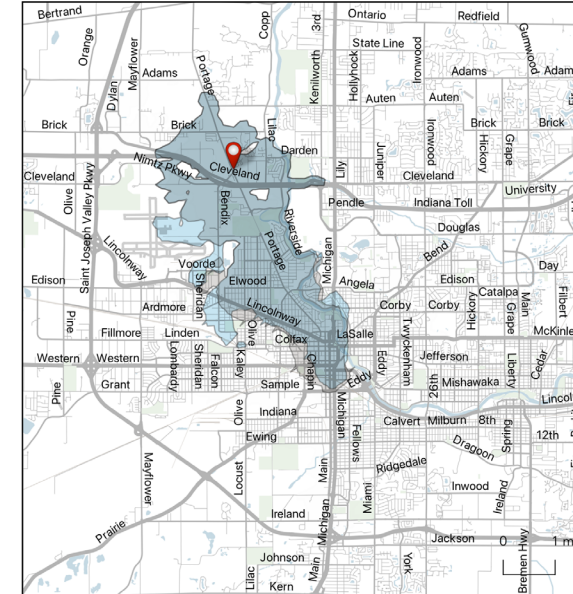 Bertrand
Copp
3rd
Ontario
Redfield
Orange
Mayflower
Hollyhock
State Line
Ironwood
Gumwood
Dylan
Adams
Portage
Kenilworth
Adams
Adam
Auten
Auten
Brick
Brick
Lilac
Brick
Brick
Darden
Juniper
Ironwood
Hickory
Grape
Nimtz Pkwy
Cleveland
Lily
Cleveland
Cleveland
University
Olive
Saint Joseph Valley Pkwy
Bendix
Pendle
Indiana Toll
Riverside
Douglas
Lincolnway
Portage
Michigan
Bend
Voorde
Day
Edison
Sheridan
Elwood
Angela
Edison
Catalpa
Hickory
Main
Filbert
Ardmore
Lincolnway
Corby
Corby
Grape
Pine
Fillmore
Linden
Olive
Colfax
LaSalle
McKinle
Western
Western
Lombardy
Sheridan
Falcon
Kaley
Chapin
Eddy
Twyckenham
Jefferson
Liberty
Cedar
Pine
Grant
Sample
Eddy
26th
Mishawaka
Lincol
Olive
Indiana
Michigan
Calvert
Milburn
8th
Spring
Ewing
Fellows
Dragoon
12th
Mayflower
Locust
Main
Ridgedale
Miami
Inwood
Ireland
Ireland
Michigan
Prairie
Jackson
0
1 m
Johnson
Main
York
Bremen Hwy
Lilac
Kern